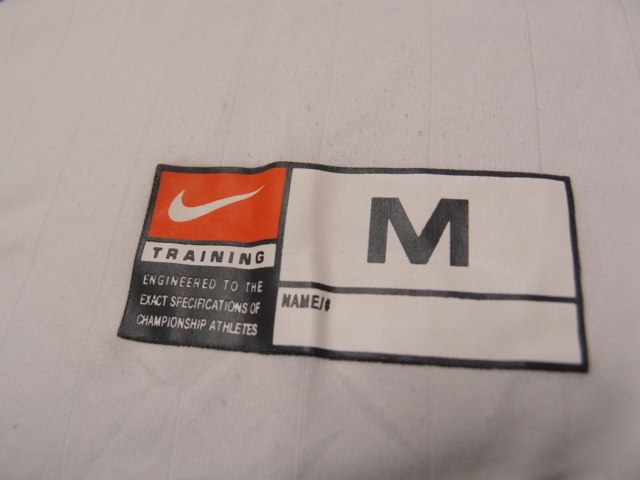 TRAINING
ENGINEERED TO THE
EXACT SPECIFICATIONS OF
CHAMPIONSHIP ATHLETES
M
NAME/#